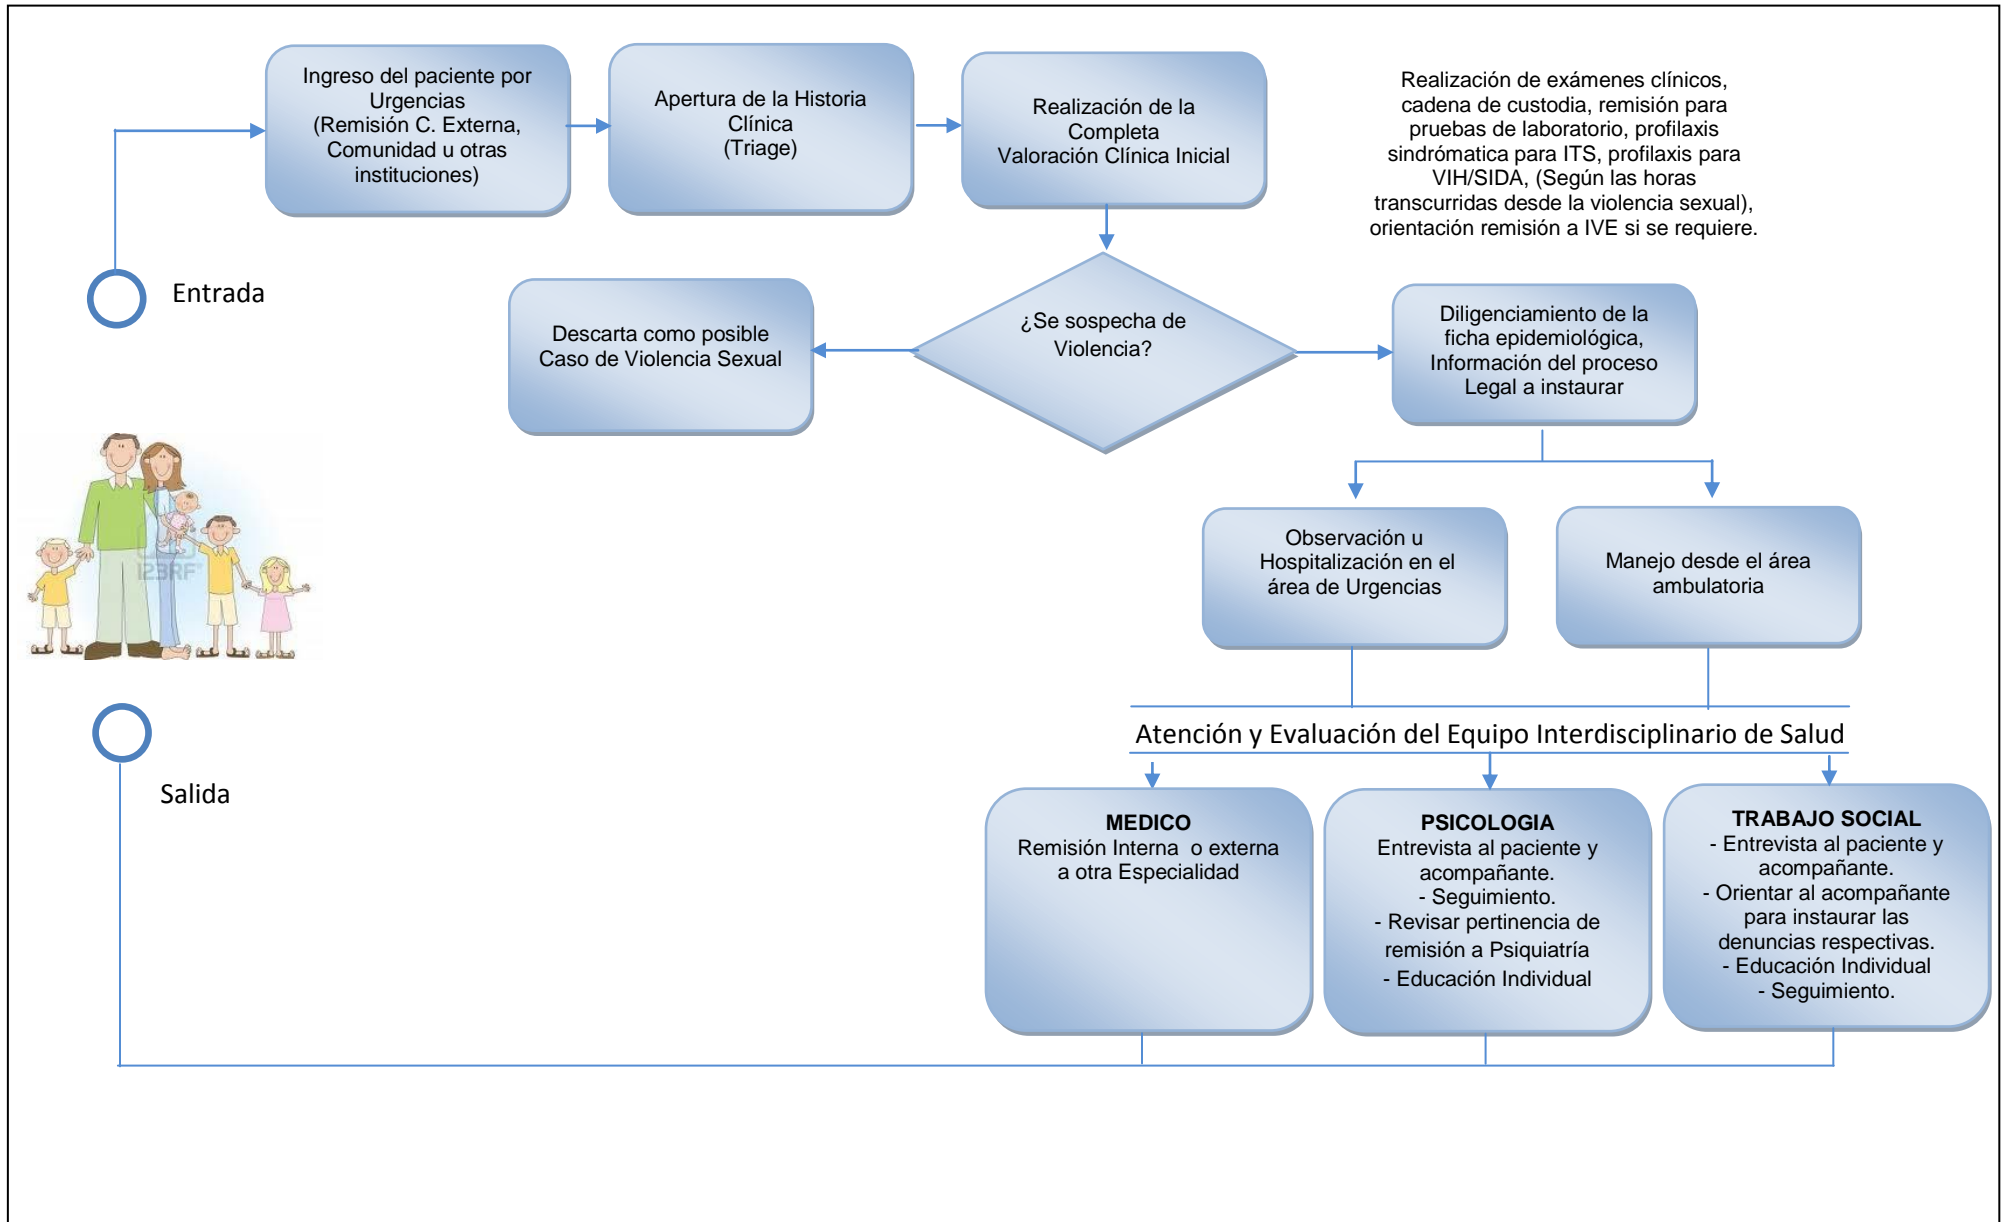 Ingreso del paciente por
Urgencias
(Remisión C. Externa,
Comunidad u otras
instituciones)
Apertura de la Historia
Clínica
(Triage)
Realización de la
Completa
Valoración Clínica Inicial
Realización de exámenes clínicos,
cadena de custodia, remisión para
pruebas de laboratorio, profilaxis
sindrómatica para ITS, profilaxis para
VIH/SIDA, (Según las horas
transcurridas desde la violencia sexual),
orientación remisión a IVE si se requiere.
Entrada
Descarta como posible
Caso de Violencia Sexual
¿Se sospecha de
Violencia?
Diligenciamiento de la
ficha epidemiológica,
Información del proceso
Legal a instaurar
123RF
Observación u
Hospitalización en el
área de Urgencias
Manejo desde el área
ambulatoria
Atención y Evaluación del Equipo Interdisciplinario de Salud
Salida
MEDICO
Remisión Interna  o externa
a otra Especialidad
PSICOLOGIA
Entrevista al paciente y
acompañante.
- Seguimiento.
- Revisar pertinencia de
remisión a Psiquiatría
- Educación Individual
TRABAJO SOCIAL
- Entrevista al paciente y
acompañante.
- Orientar al acompañante
para instaurar las
denuncias respectivas.
- Educación Individual
- Seguimiento.